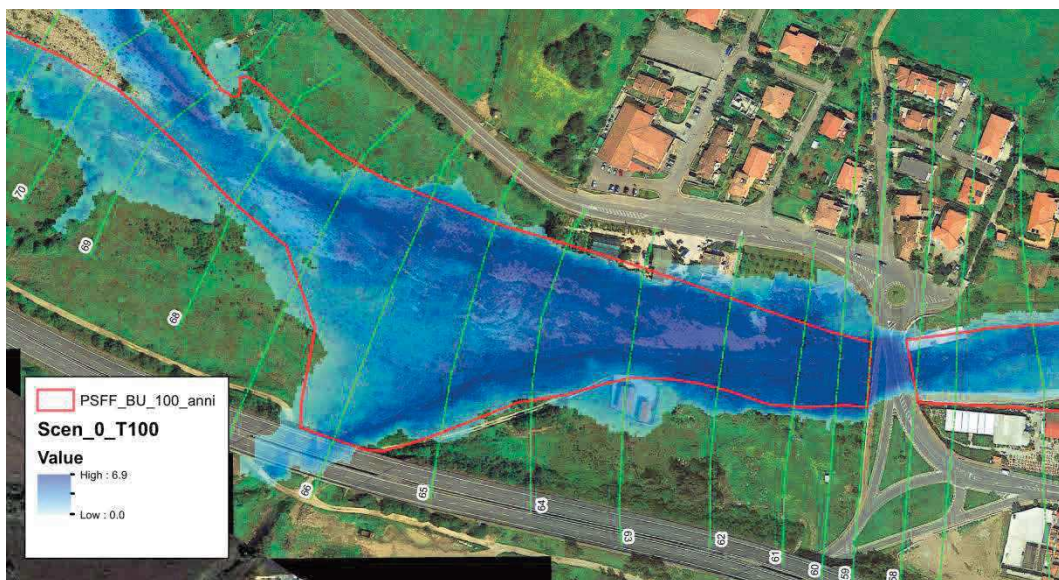 70
69
68
66
65
64
63
62
61
60
59
58
PSFF_BU_100_anni
Scen_0_T100
Value
High : 6.9
Low : 0.0